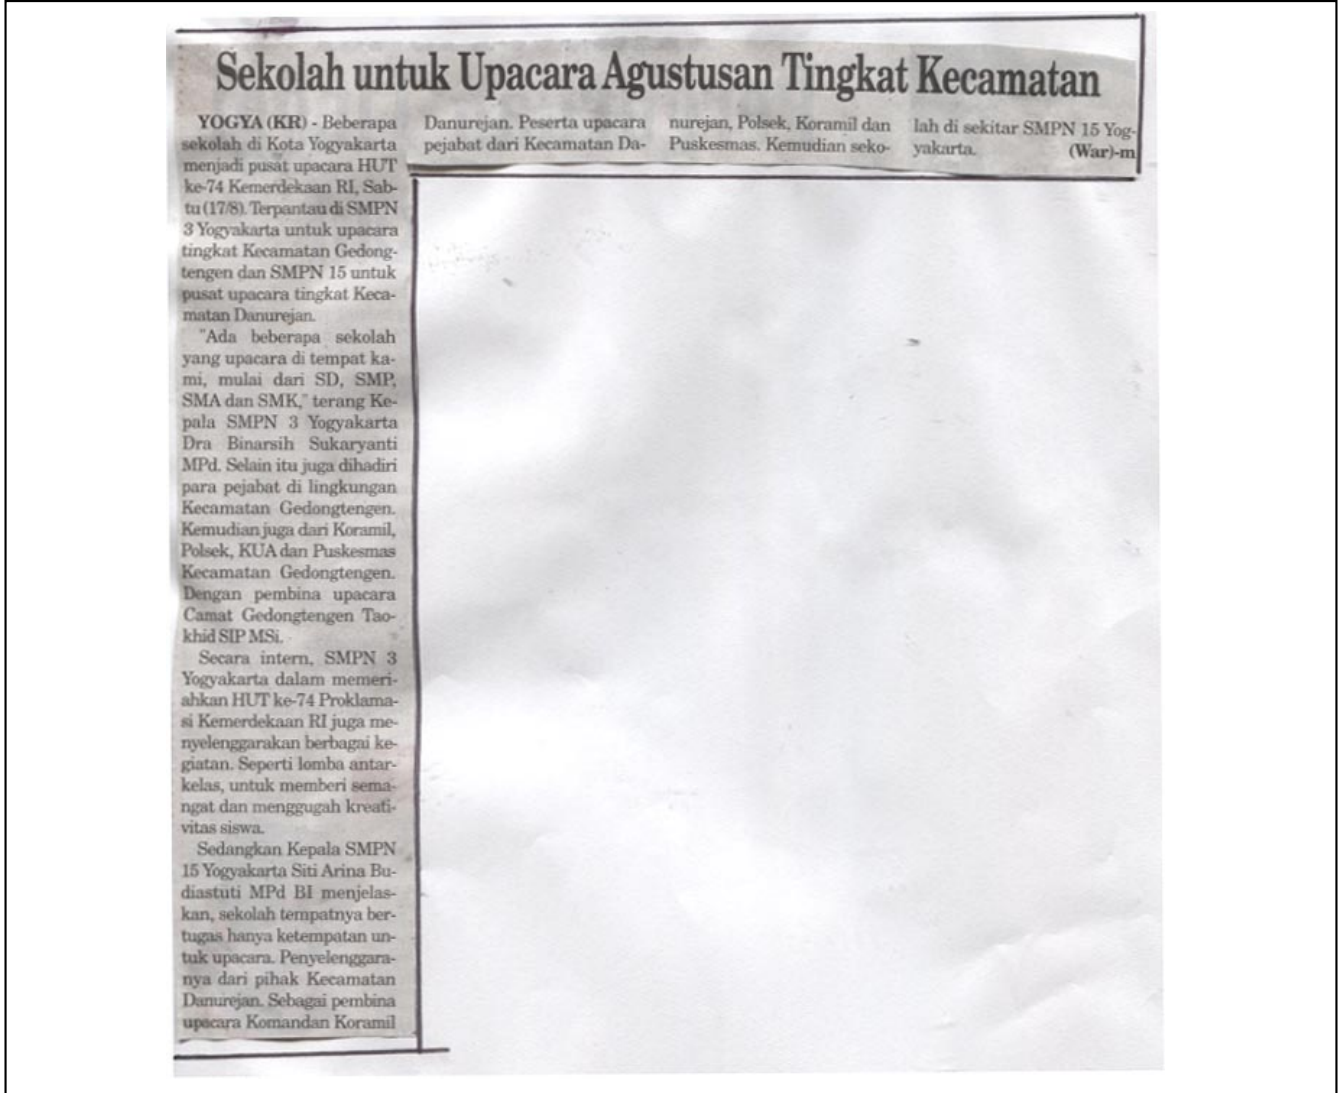 Sekolah untuk Upacara Agustusan Tingkat Kecamatan
YOGYA (KR) - Beberapa
sekolah di Kota Yogyakarta
menjadi pusat upacara HUT
ke-74 Kemerdekaan RI, Sab-
tu (17/8). Terpantau di SMPN
3 Yogyakarta untuk upacara
tingkat Kecamatan Gedong-
tengen dan SMPN 15 untuk
pusat upacara tingkat Keca-
matan Danurejan.
"Ada beberapa sekolah
yang upacara di tempat ka-
mi, mulai dari SD, SMP,
SMA dan SMK," terang Ke-
pala SMPN 3 Yogyakarta
Dra Binarsih Sukaryanti
MPd. Selain itu juga dihadiri
para pejabat di lingkungan
Kecamatan Gedongtengen.
Kemudian juga dari Koramil,
Polsek, KUA dan Puskesmas
Kecamatan Gedongtengen.
Dengan pembina upacara
Camat Gedongtengen Tao-
khid SIP MSi.
Secara intern, SMPN 3
Yogyakarta dalam memeri-
ahkan HUT ke-74 Proklama-
si Kemerdekaan RI juga me-
nyelenggarakan berbagai ke-
giatan. Seperti lomba antar-
kelas, untuk memberi sema-
ngat dan menggugah kreati-
vitas siswa.
Sedangkan Kepala SMPN
15 Yogyakarta Siti Arina Bu-
diastuti MPd BI menjelas-
kan, sekolah tempatnya ber-
tugas hanya ketempatan un-
tuk upacara. Penyelenggara-
nya dari pihak Kecamatan
Danurejan. Sebagai pembina
upacara Komandan Koramil
Danurejan. Peserta upacara
pejabat dari Kecamatan Da-
nurejan, Polsek, Koramil dan
Puskesmas. Kemudian seko-
lah di sekitar SMPN 15 Yog-
yakarta. (War)-m